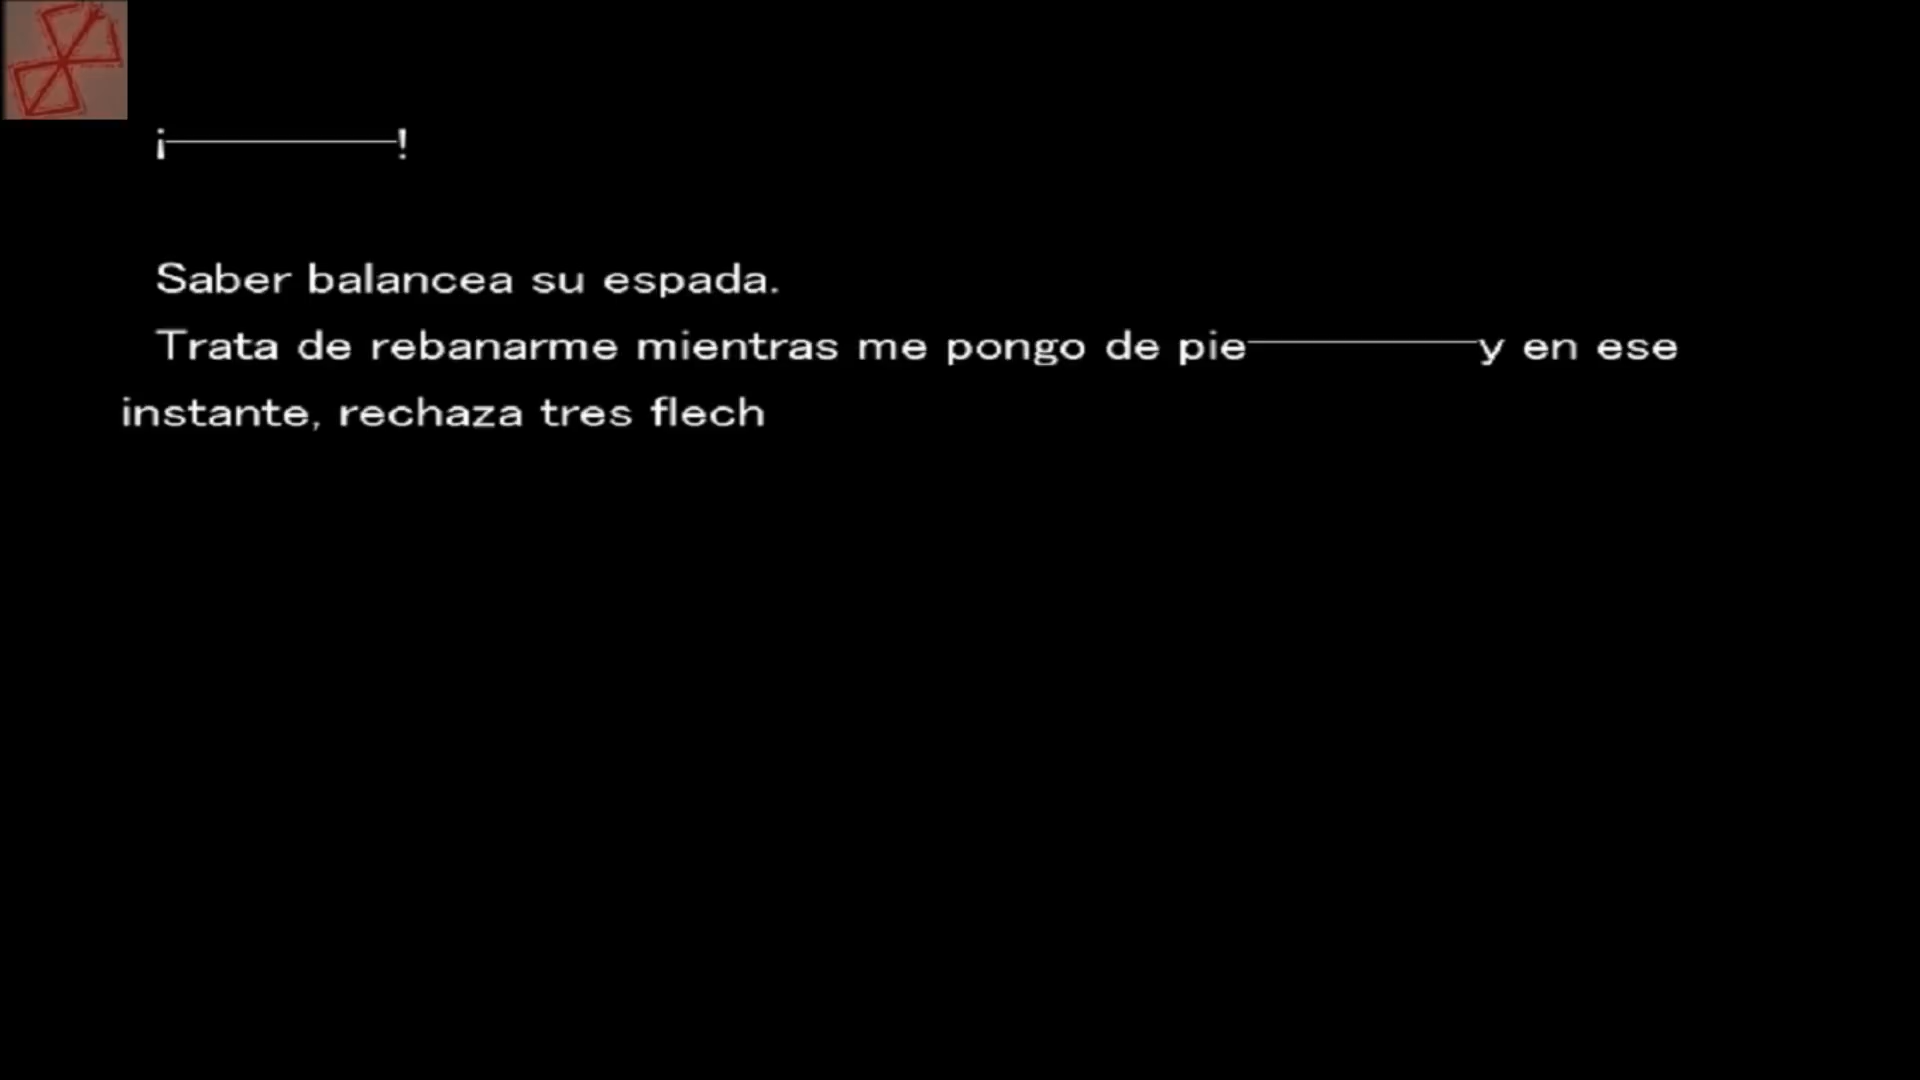 ¡————————!
Saber balancea su espada.
Trata de rebanarme mientras me pongo de pie————————y en ese
instante, rechaza tres flech